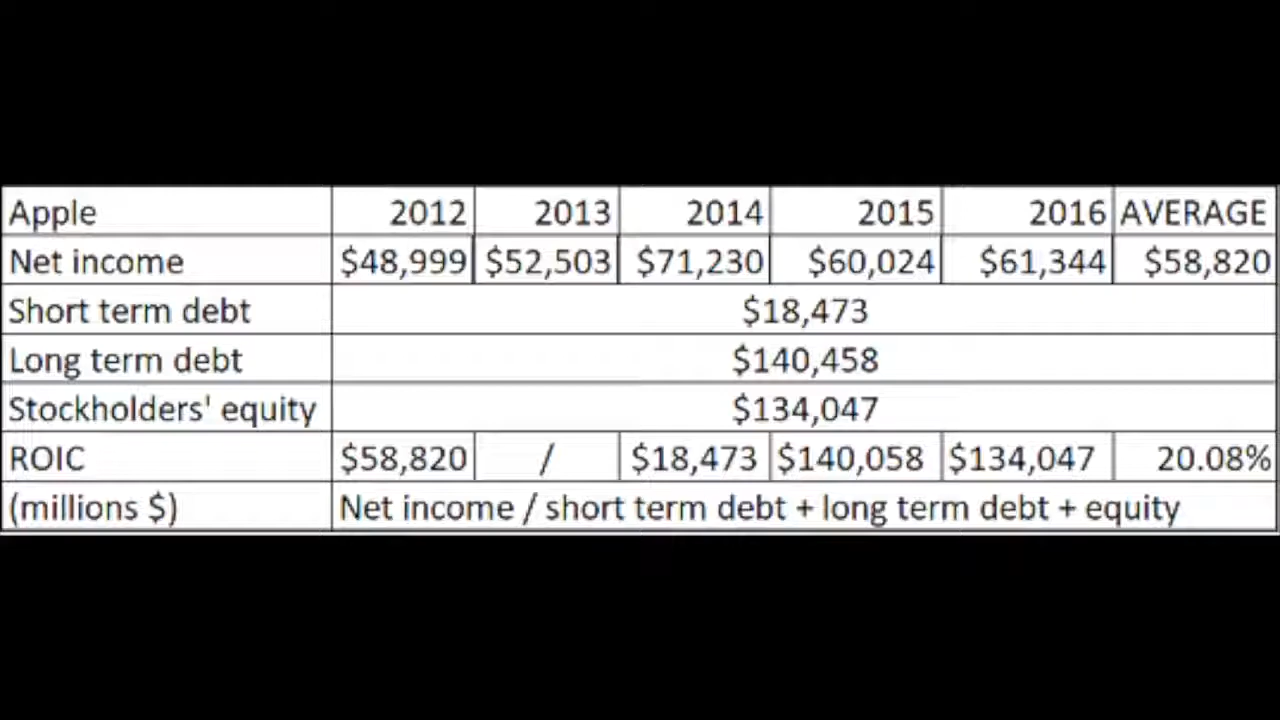 Apple 2012 2013 2014 2015 2016 AVERAGE
Net income $48,999 $52,503 $71,230 $60,024 $61,344 $58,820
Short term debt $18,473
Long term debt $140,458
Stockholders' equity $134,047
ROIC $58,820 / $18,473 $140,058 $134,047 20.08%
(millions $) Net income / short term debt + long term debt + equity